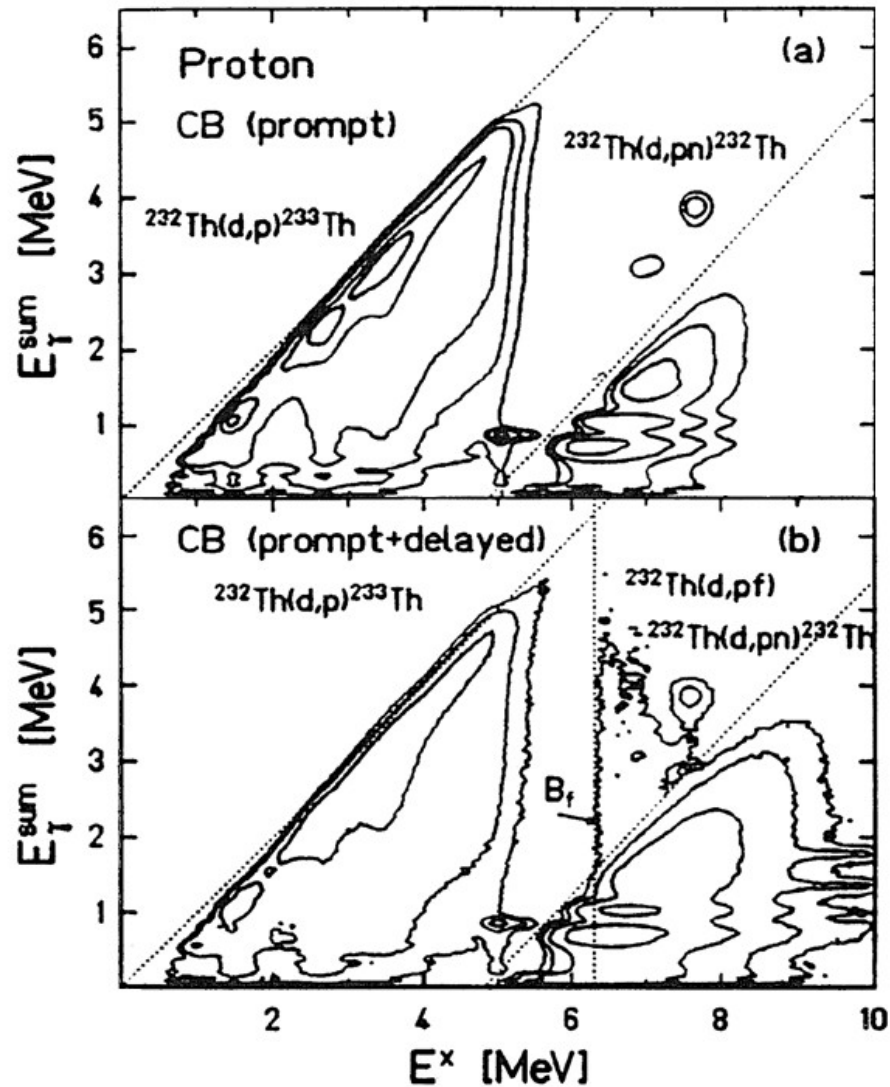 6
5
4
3
2
1
E_γ^sum [MeV]
Proton
(a)
CB (prompt)
²³²Th(d,pn)²³²Th
²³²Th(d,p)²³³Th
6
5
4
3
2
1
E_γ^sum [MeV]
CB (prompt+delayed)
(b)
²³²Th(d,p)²³³Th
²³²Th(d,pf)
²³²Th(d,pn)²³²Th
B_f
2 4 6 8 10
E^x [MeV]